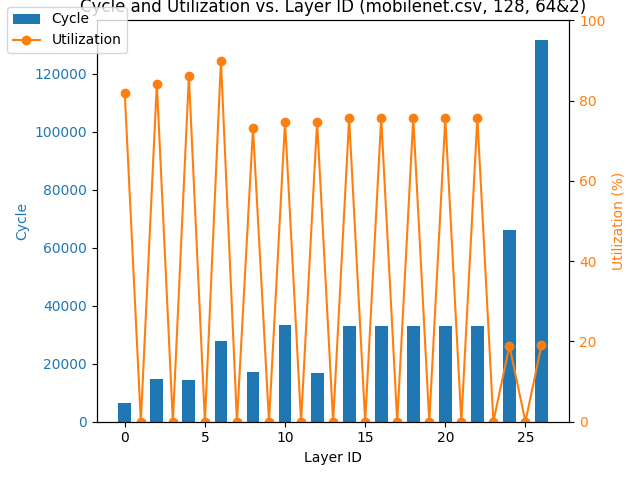 Cycle and Utilization vs. Layer ID (mobilenet.csv, 128, 64&2)
Cycle
Utilization
120000
100000
80000
60000
40000
20000
0
Cycle
100
80
60
40
20
0
Utilization (%)
0 5 10 15 20 25
Layer ID